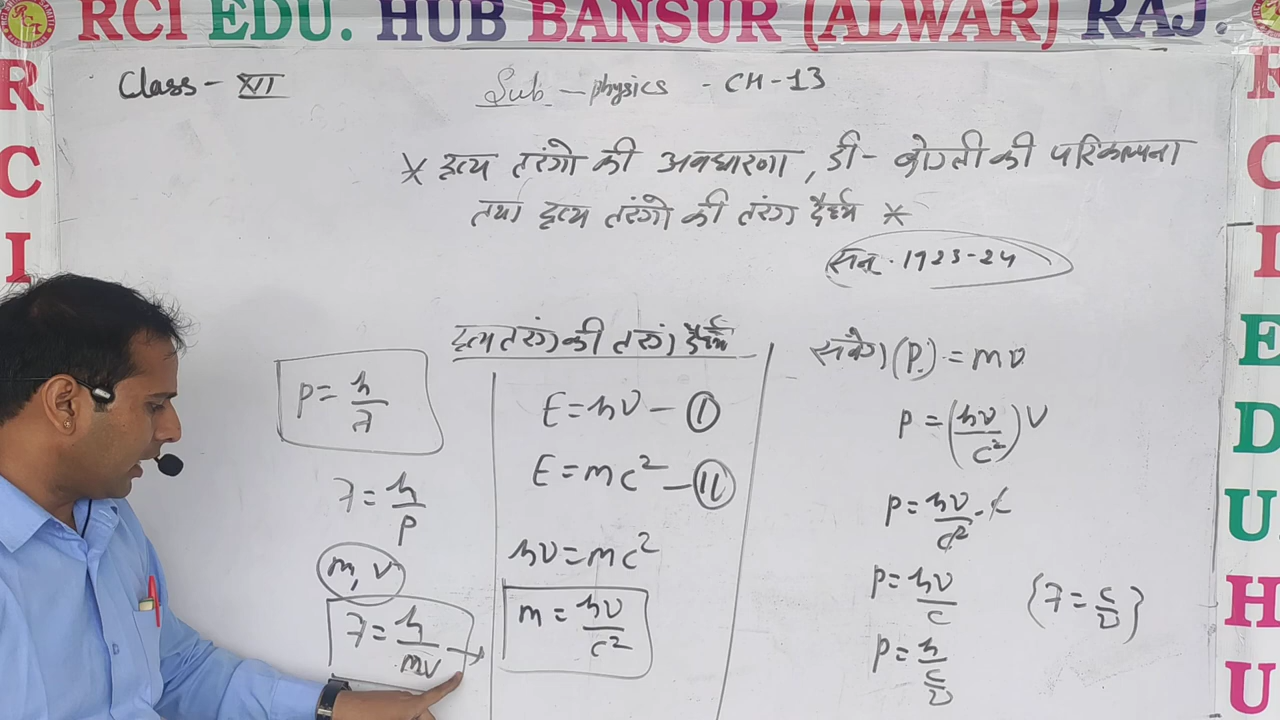 RCI EDU. HUB BANSUR (ALWAR) RAJ.
R
C
I
R
C
I
E
D
U.
H
U
Class - XII
Sub - physics - CH-13
* द्रव्य तरंगो की अवधारणा, डी- ब्रोग्ली की परिकल्पना
तथा द्रव्य तरंगो की तरंग दैर्ध्य *
सन् . 1923-24
द्रव्य तरंग की तरंग दैर्ध्य
p = h/λ
λ = h/p
m, v
λ = h/mv →
E = hν - I
E = mc² - II
hν = mc²
m = hν/c²
संवेग (P.) = mv
P = (hν/c²) v
P = hν/c² . c
P = hν/c {λ = c/ν}
P = h/(c/ν)